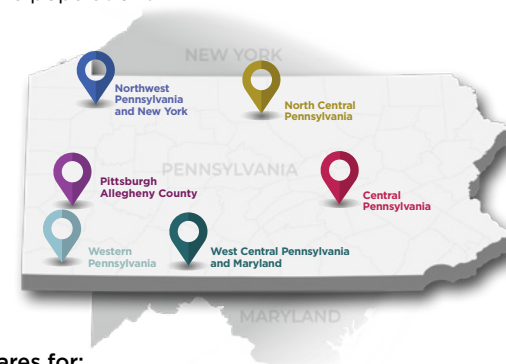 NEW YORK
Northwest
Pennsylvania
and New York
North Central
Pennsylvania
PENNSYLVANIA
Pittsburgh
Allegheny County
Central
Pennsylvania
Western
Pennsylvania
West Central Pennsylvania
and Maryland
MARYLAND
for: